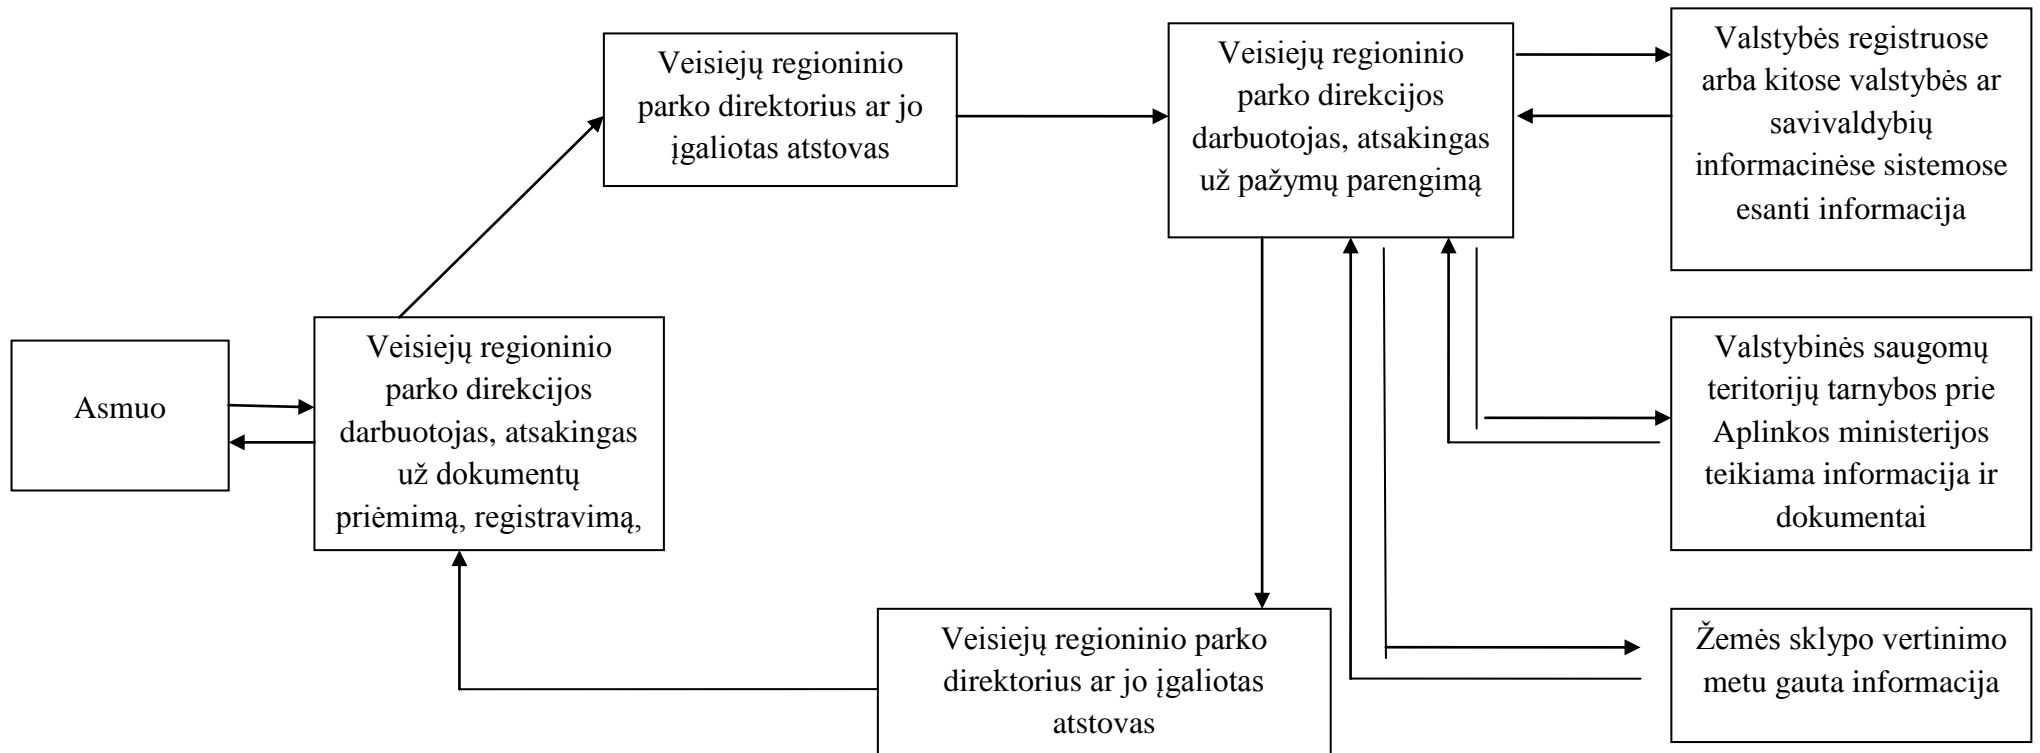 Asmuo
Veisiejų regioninio
parko direkcijos
darbuotojas, atsakingas
už dokumentų
priėmimą, registravimą,
Veisiejų regioninio
parko direktorius ar jo
įgaliotas atstovas
Veisiejų regioninio
parko direkcijos
darbuotojas, atsakingas
už pažymų parengimą
Valstybės registruose
arba kitose valstybės ar
savivaldybių
informacinėse sistemose
esanti informacija
Valstybinės saugomų
teritorijų tarnybos prie
Aplinkos ministerijos
teikiama informacija ir
dokumentai
Žemės sklypo vertinimo
metu gauta informacija
Veisiejų regioninio parko
direktorius ar jo įgaliotas
atstovas